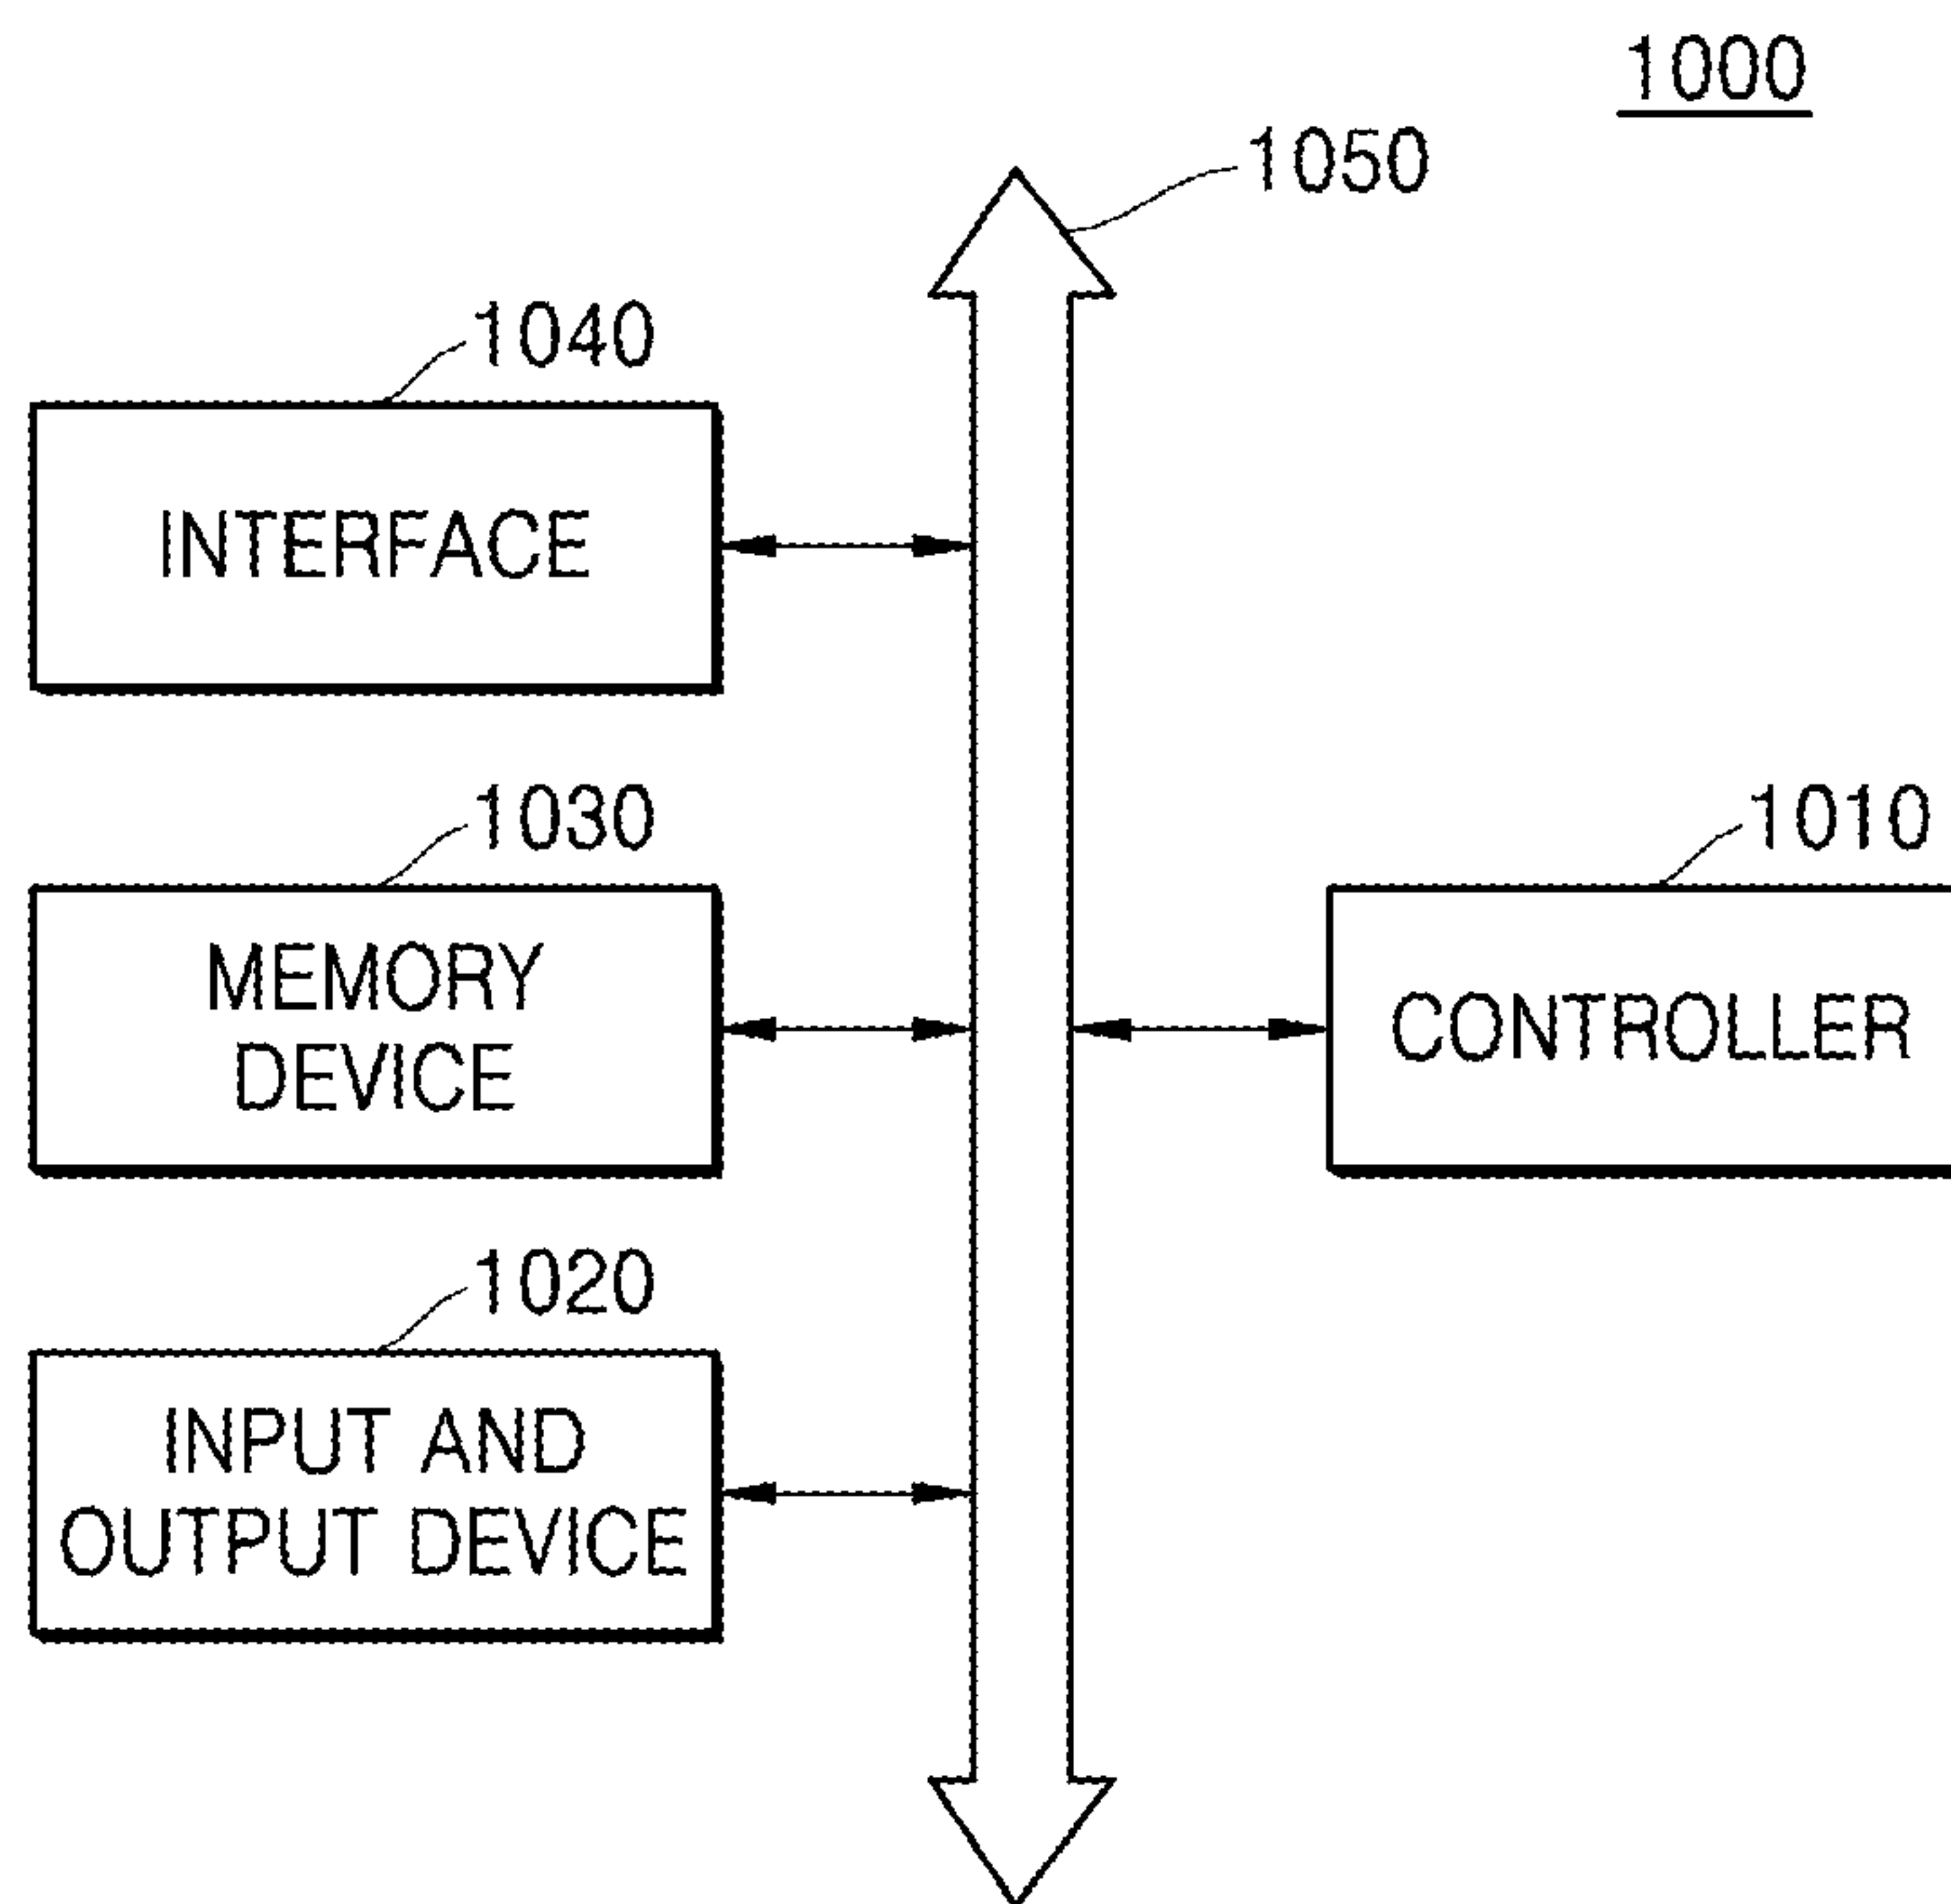 1000
1050
1040
INTERFACE
1030
MEMORY
DEVICE
1010
CONTROLLER
1020
INPUT AND
OUTPUT DEVICE